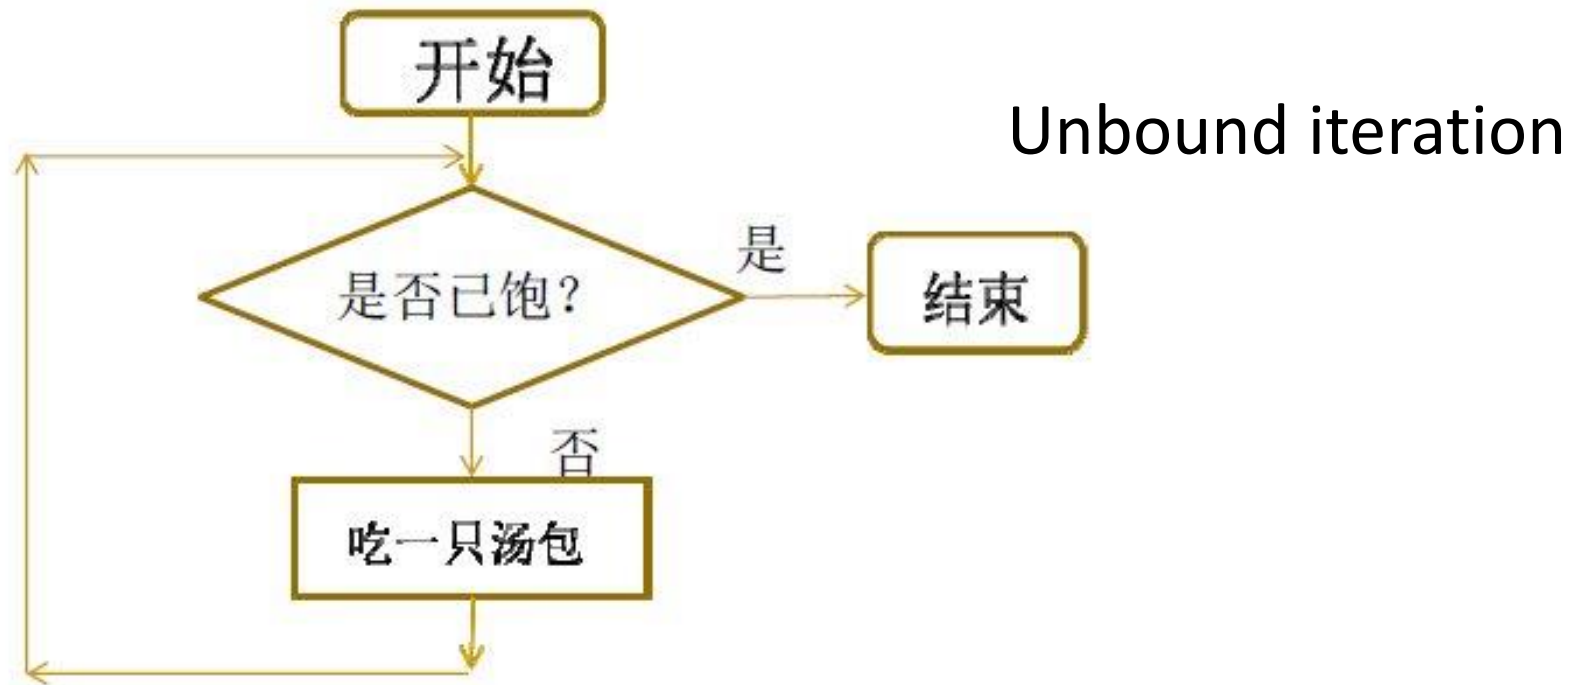 开始
Unbound iteration
是否已饱？
是
结束
否
吃一只汤包